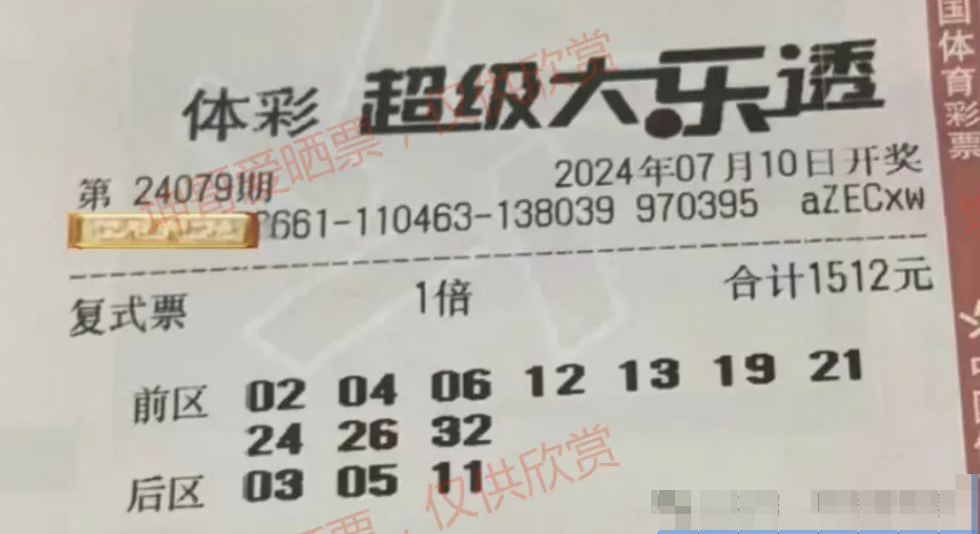 体彩 超级大乐透
第 24079期 2024年07月10日开奖
661-110463-138039 970395 aZECxw
复式票 1倍 合计1512元
前区 02 04 06 12 13 19 21
24 26 32
后区 03 05 11
爱晒票,仅供欣赏
晒票,仅供欣赏
国体育彩票